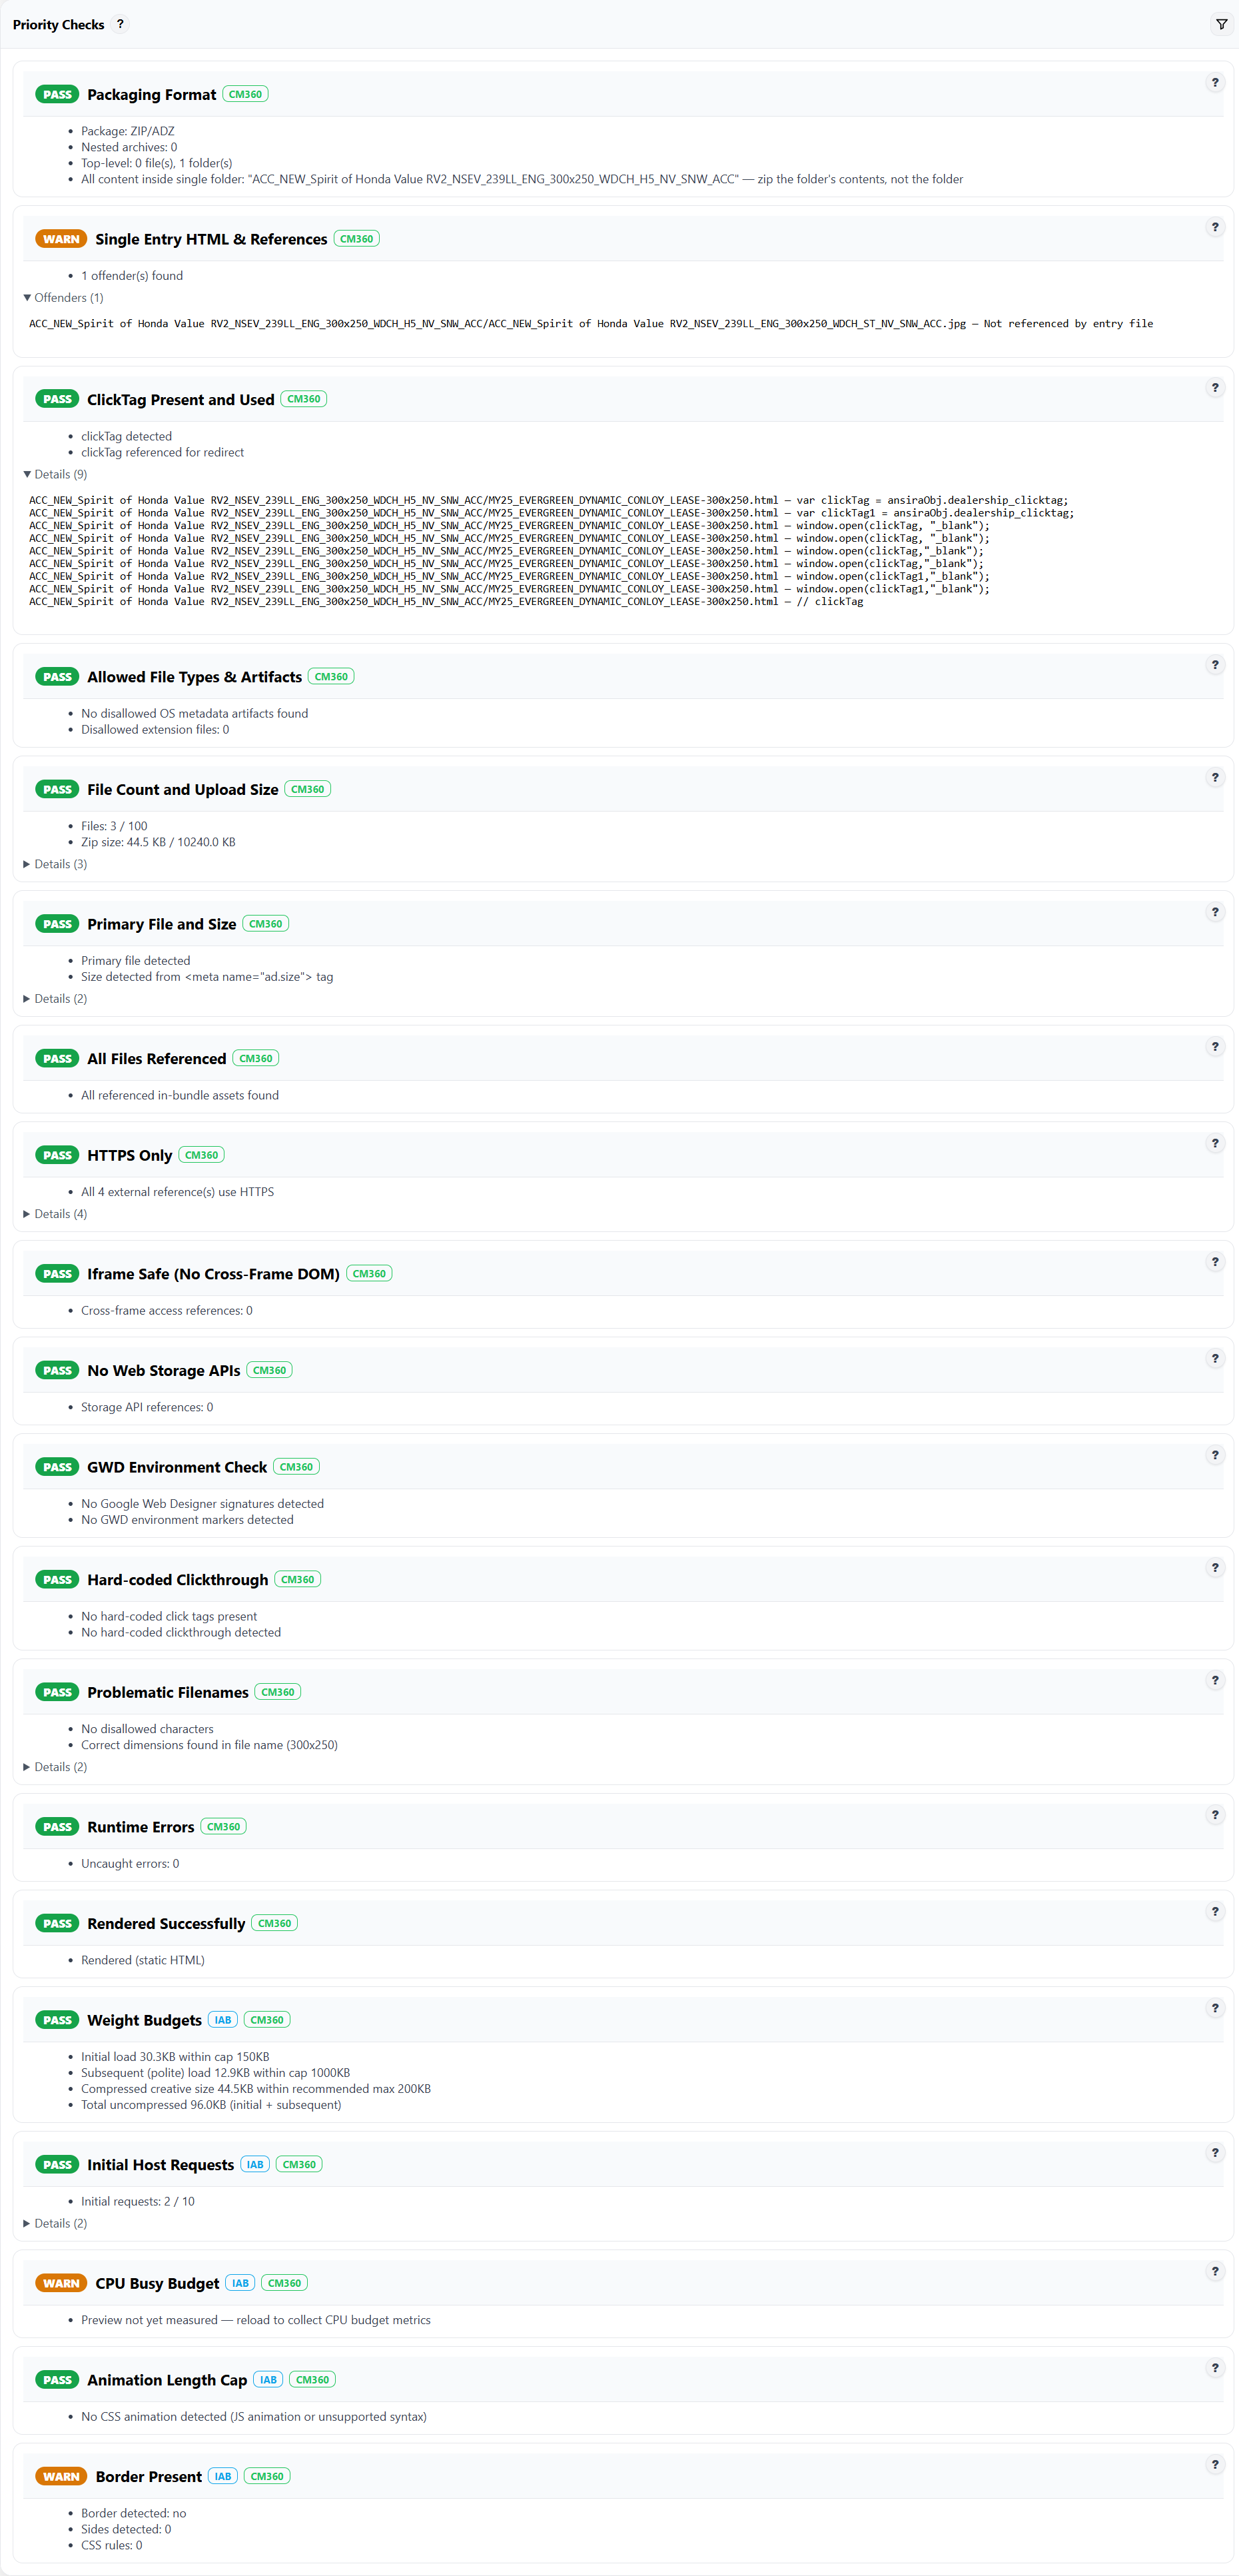 Priority Checks ?
PASS Packaging Format CM360 ?
Package: ZIP/ADZ
Nested archives: 0
Top-level: 0 file(s), 1 folder(s)
All content inside single folder: "ACC_NEW_Spirit of Honda Value RV2_NSEV_239LL_ENG_300x250_WDCH_H5_NV_SNW_ACC" — zip the folder's contents, not the folder
WARN Single Entry HTML & References CM360 ?
1 offender(s) found
▼ Offenders (1)
ACC_NEW_Spirit of Honda Value RV2_NSEV_239LL_ENG_300x250_WDCH_H5_NV_SNW_ACC/ACC_NEW_Spirit of Honda Value RV2_NSEV_239LL_ENG_300x250_WDCH_ST_NV_SNW_ACC.jpg — Not referenced by entry file
PASS ClickTag Present and Used CM360 ?
clickTag detected
clickTag referenced for redirect
▼ Details (9)
ACC_NEW_Spirit of Honda Value RV2_NSEV_239LL_ENG_300x250_WDCH_H5_NV_SNW_ACC/MY25_EVERGREEN_DYNAMIC_CONLOY_LEASE-300x250.html — var clickTag = ansiraObj.dealership_clicktag;
ACC_NEW_Spirit of Honda Value RV2_NSEV_239LL_ENG_300x250_WDCH_H5_NV_SNW_ACC/MY25_EVERGREEN_DYNAMIC_CONLOY_LEASE-300x250.html — var clickTag1 = ansiraObj.dealership_clicktag;
ACC_NEW_Spirit of Honda Value RV2_NSEV_239LL_ENG_300x250_WDCH_H5_NV_SNW_ACC/MY25_EVERGREEN_DYNAMIC_CONLOY_LEASE-300x250.html — window.open(clickTag, "_blank");
ACC_NEW_Spirit of Honda Value RV2_NSEV_239LL_ENG_300x250_WDCH_H5_NV_SNW_ACC/MY25_EVERGREEN_DYNAMIC_CONLOY_LEASE-300x250.html — window.open(clickTag, "_blank");
ACC_NEW_Spirit of Honda Value RV2_NSEV_239LL_ENG_300x250_WDCH_H5_NV_SNW_ACC/MY25_EVERGREEN_DYNAMIC_CONLOY_LEASE-300x250.html — window.open(clickTag,"_blank");
ACC_NEW_Spirit of Honda Value RV2_NSEV_239LL_ENG_300x250_WDCH_H5_NV_SNW_ACC/MY25_EVERGREEN_DYNAMIC_CONLOY_LEASE-300x250.html — window.open(clickTag,"_blank");
ACC_NEW_Spirit of Honda Value RV2_NSEV_239LL_ENG_300x250_WDCH_H5_NV_SNW_ACC/MY25_EVERGREEN_DYNAMIC_CONLOY_LEASE-300x250.html — window.open(clickTag1,"_blank");
ACC_NEW_Spirit of Honda Value RV2_NSEV_239LL_ENG_300x250_WDCH_H5_NV_SNW_ACC/MY25_EVERGREEN_DYNAMIC_CONLOY_LEASE-300x250.html — window.open(clickTag1,"_blank");
ACC_NEW_Spirit of Honda Value RV2_NSEV_239LL_ENG_300x250_WDCH_H5_NV_SNW_ACC/MY25_EVERGREEN_DYNAMIC_CONLOY_LEASE-300x250.html — // clickTag
PASS Allowed File Types & Artifacts CM360 ?
No disallowed OS metadata artifacts found
Disallowed extension files: 0
PASS File Count and Upload Size CM360 ?
Files: 3 / 100
Zip size: 44.5 KB / 10240.0 KB
▶ Details (3)
PASS Primary File and Size CM360 ?
Primary file detected
Size detected from <meta name="ad.size"> tag
▶ Details (2)
PASS All Files Referenced CM360 ?
All referenced in-bundle assets found
PASS HTTPS Only CM360 ?
All 4 external reference(s) use HTTPS
▶ Details (4)
PASS Iframe Safe (No Cross-Frame DOM) CM360 ?
Cross-frame access references: 0
PASS No Web Storage APIs CM360 ?
Storage API references: 0
PASS GWD Environment Check CM360 ?
No Google Web Designer signatures detected
No GWD environment markers detected
PASS Hard-coded Clickthrough CM360 ?
No hard-coded click tags present
No hard-coded clickthrough detected
PASS Problematic Filenames CM360 ?
No disallowed characters
Correct dimensions found in file name (300x250)
▶ Details (2)
PASS Runtime Errors CM360 ?
Uncaught errors: 0
PASS Rendered Successfully CM360 ?
Rendered (static HTML)
PASS Weight Budgets IAB CM360 ?
Initial load 30.3KB within cap 150KB
Subsequent (polite) load 12.9KB within cap 1000KB
Compressed creative size 44.5KB within recommended max 200KB
Total uncompressed 96.0KB (initial + subsequent)
PASS Initial Host Requests IAB CM360 ?
Initial requests: 2 / 10
▶ Details (2)
WARN CPU Busy Budget IAB CM360 ?
Preview not yet measured — reload to collect CPU budget metrics
PASS Animation Length Cap IAB CM360 ?
No CSS animation detected (JS animation or unsupported syntax)
WARN Border Present IAB CM360 ?
Border detected: no
Sides detected: 0
CSS rules: 0